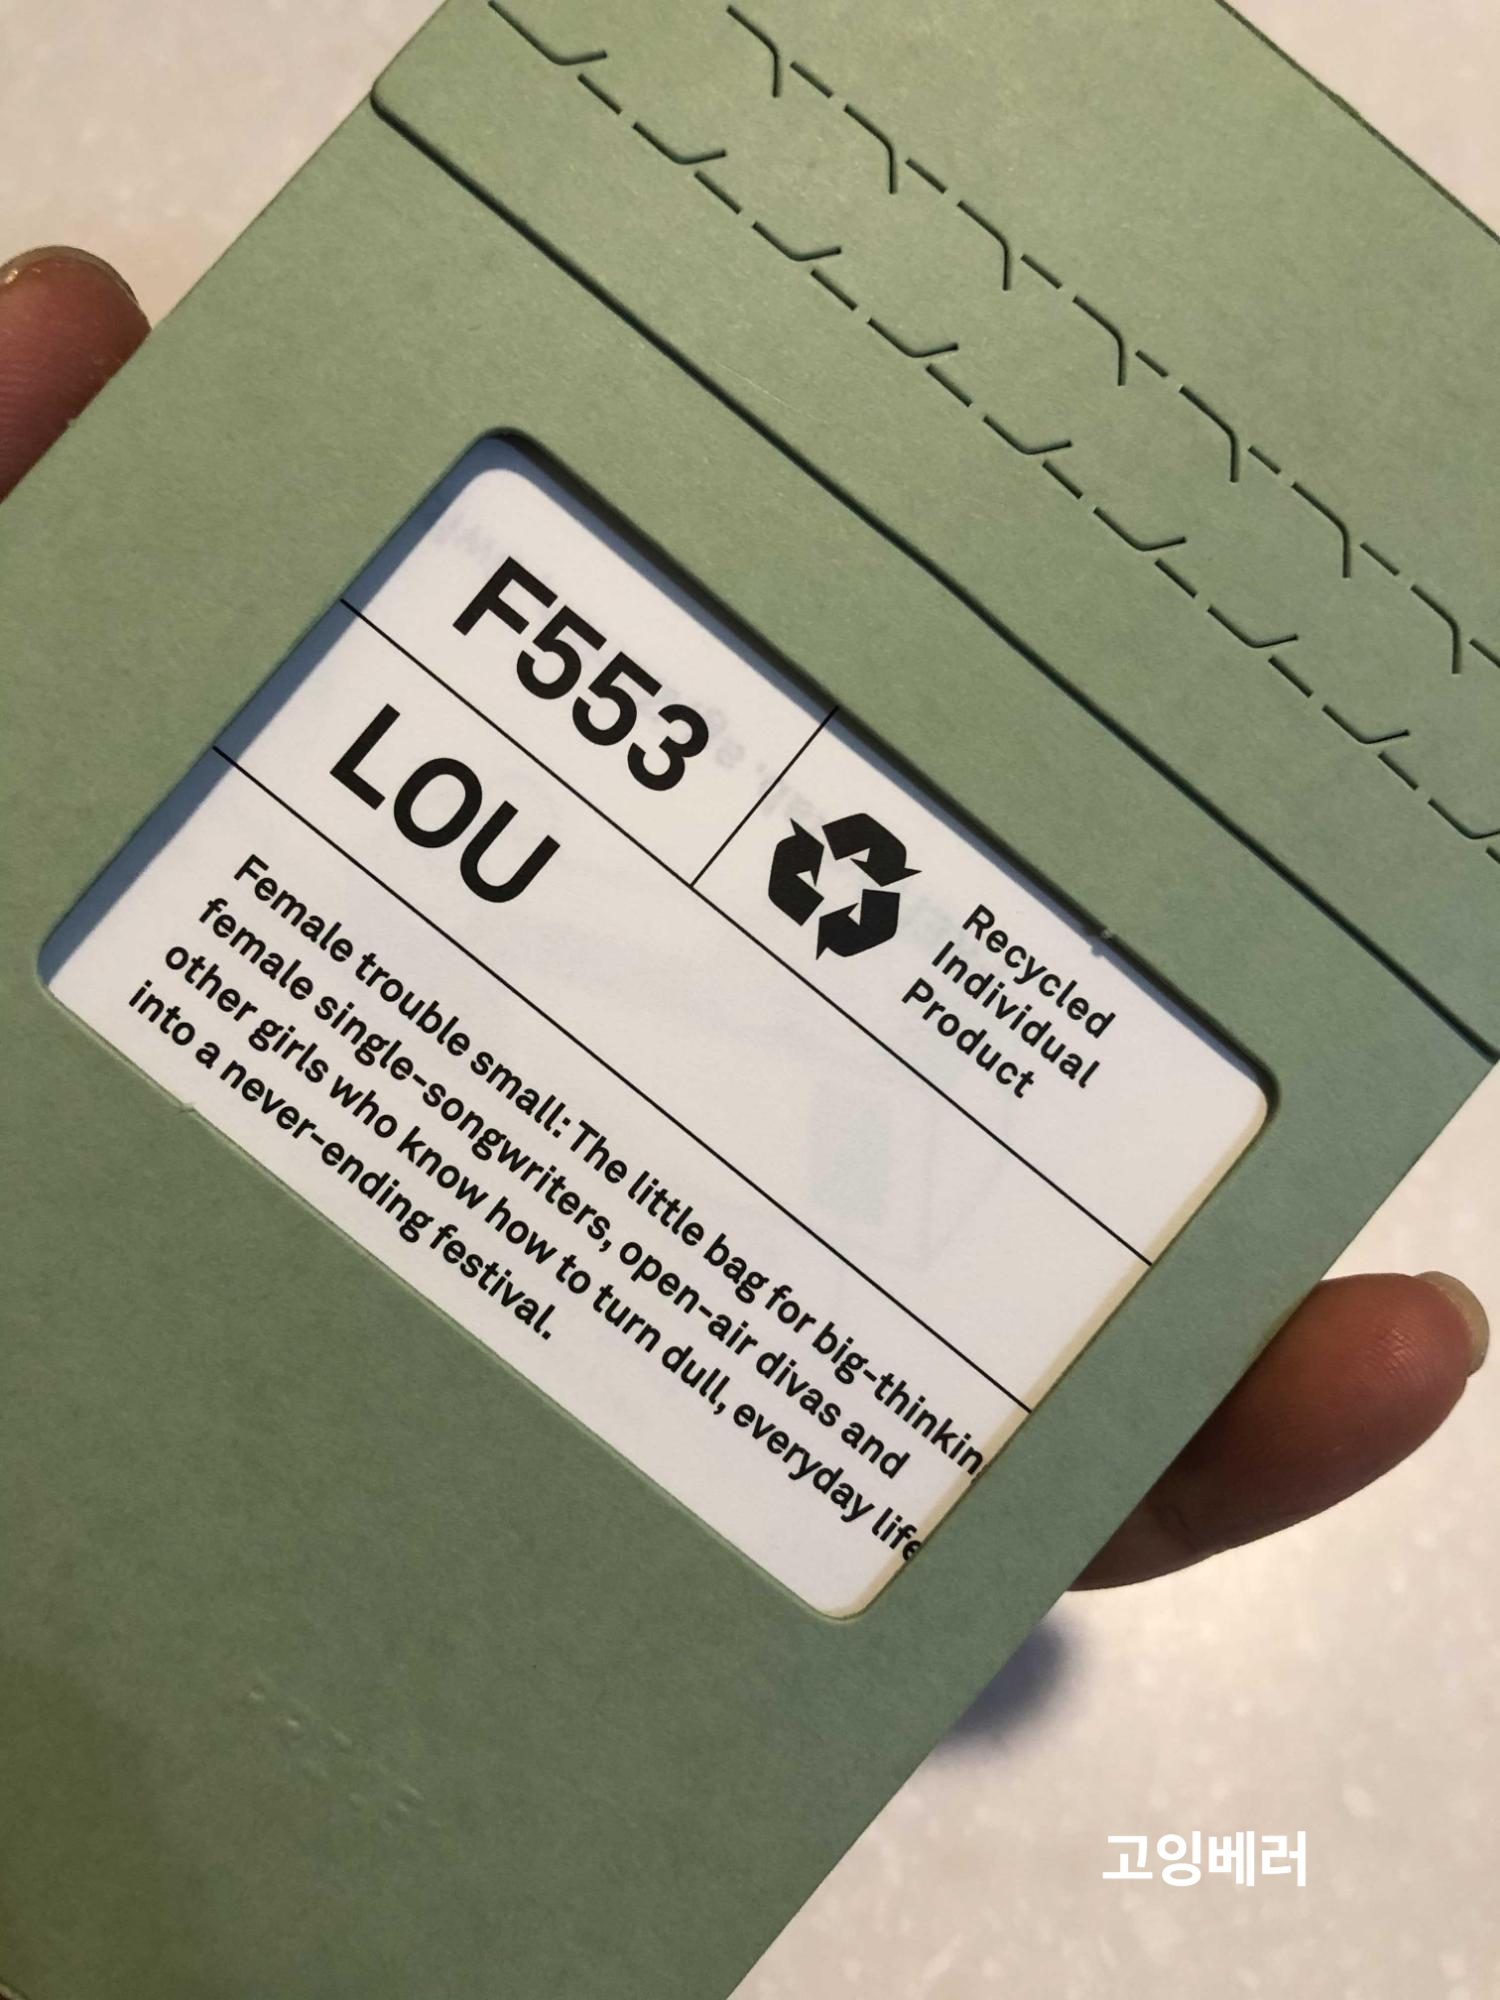 F553
Recycled
Individual
Product
LOU
Female trouble small: The little bag for big-thinkin
female single-songwriters, open-air divas and
other girls who know how to turn dull, everyday life
into a never-ending festival.
고잉베러